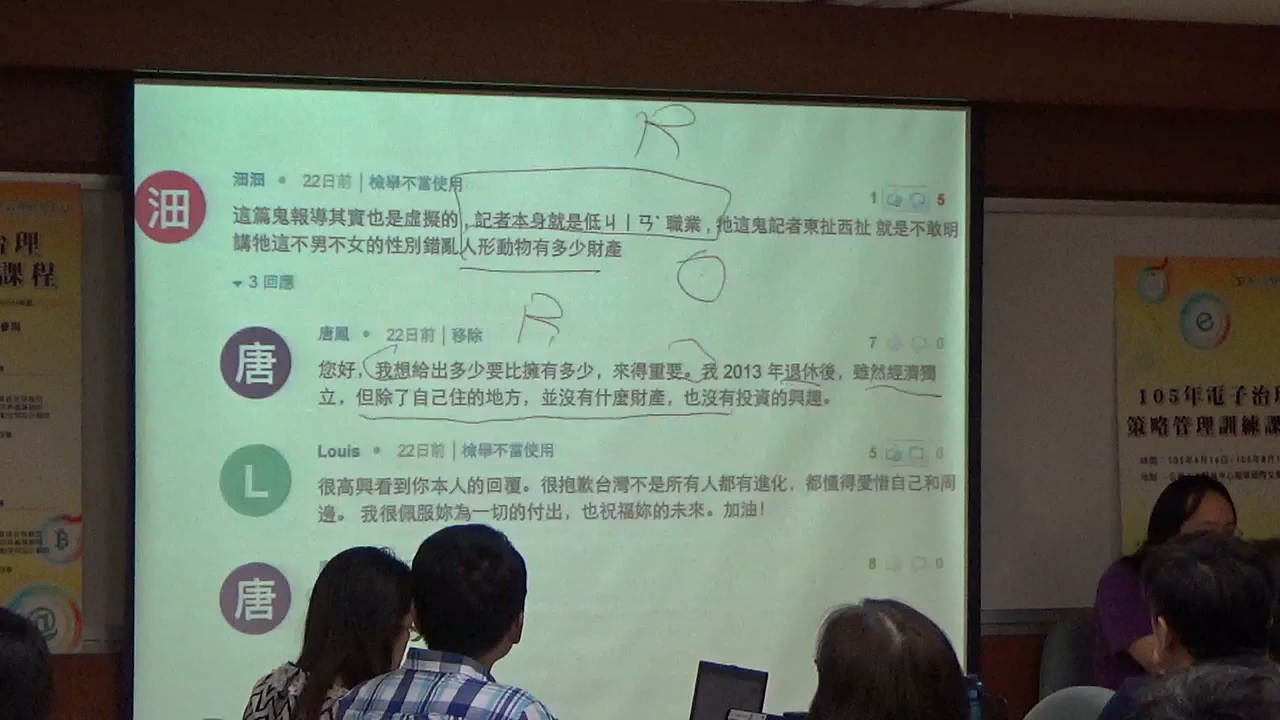 R
沺沺 • 22日前 | 檢舉不當使用
1 5
沺
這篇鬼報導其實也是虛擬的，記者本身就是低ㄐㄧㄢˋ職業，牠這鬼記者東扯西扯 就是不敢明
講牠這不男不女的性別錯亂人形動物有多少財產
3 回應
R
唐鳳 • 22日前 | 移除
7 0
唐
您好，我想給出多少要比擁有多少，來得重要。我 2013 年退休後，雖然經濟獨
立，但除了自己住的地方，並沒有什麼財產，也沒有投資的興趣。
Louis • 22日前 | 檢舉不當使用
5 0
L
很高興看到你本人的回覆。很抱歉台灣不是所有人都有進化，都懂得愛惜自己和周
邊。 我很佩服妳為一切的付出，也祝福妳的未來。加油！
8 0
唐
理
課程
@
e
105年電子治理
策略管理訓練課